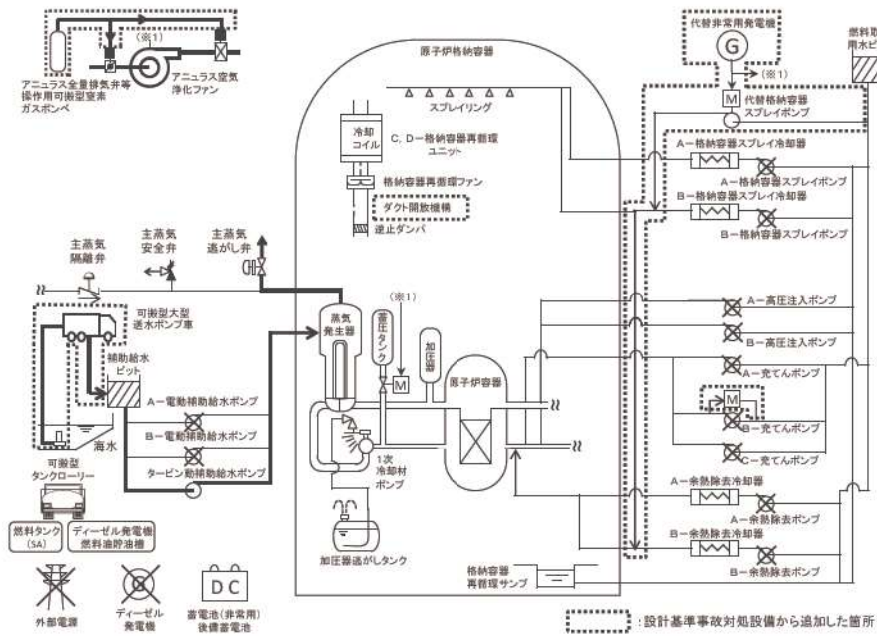 (※1)
アニュラス全量排気弁等
操作用可搬型窒素
ガスボンベ
アニュラス空気
浄化ファン
原子炉格納容器
スプレイリング
冷却
コイル
C, D-格納容器再循環
ユニット
格納容器再循環ファン
ダクト開放機構
逆止ダンパ
代替非常用発電機
G
(※1)
M
代替格納容器
スプレイポンプ
燃料取
用水ピ
A-格納容器スプレイ冷却器
A-格納容器スプレイポンプ
B-格納容器スプレイ冷却器
B-格納容器スプレイポンプ
主蒸気
隔離弁
主蒸気
安全弁
主蒸気
逃がし弁
可搬型大型
送水ポンプ車
補助給水
ピット
海水
A-電動補助給水ポンプ
B-電動補助給水ポンプ
タービン動補助給水ポンプ
蒸気
発生器
(※1)
蓄圧タンク
M
加圧器
原子炉容器
1次
冷却材
ポンプ
加圧器逃がしタンク
A-高圧注入ポンプ
B-高圧注入ポンプ
A-充てんポンプ
M
B-充てんポンプ
C-充てんポンプ
A-余熱除去冷却器
A-余熱除去ポンプ
B-余熱除去冷却器
B-余熱除去ポンプ
格納容器
再循環サンプ
可搬型
タンクローリー
燃料タンク
(SA)
ディーゼル発電機
燃料油貯油槽
外部電源
ディーゼル
発電機
DC
蓄電池(非常用)
後備蓄電池
:設計基準事故対処設備から追加した箇所